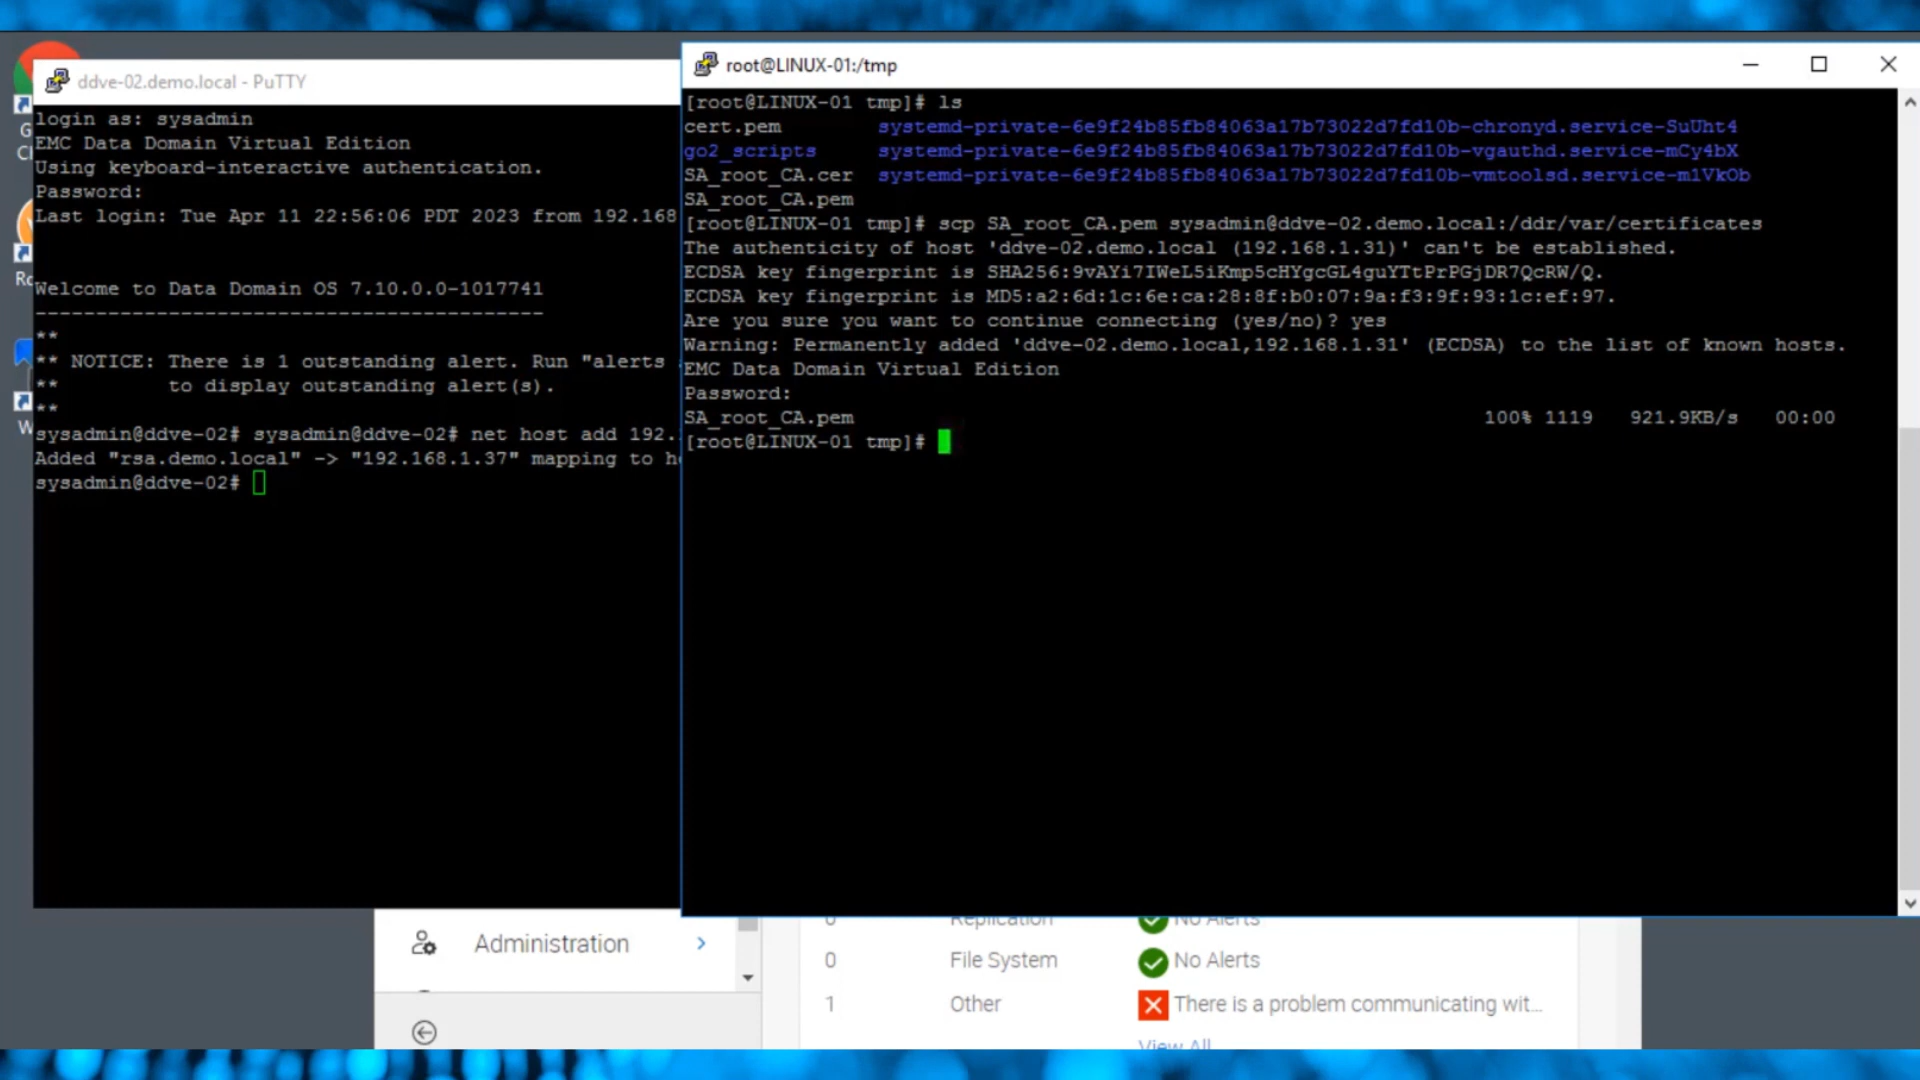 ddve-02.demo.local - PuTTY
login as: sysadmin
EMC Data Domain Virtual Edition
Using keyboard-interactive authentication.
Password:
Last login: Tue Apr 11 22:56:06 PDT 2023 from 192.168
Welcome to Data Domain OS 7.10.0.0-1017741
------------------------------------------
**
** NOTICE: There is 1 outstanding alert. Run "alerts
**         to display outstanding alert(s).
**
sysadmin@ddve-02# sysadmin@ddve-02# net host add 192.
Added "rsa.demo.local" -> "192.168.1.37" mapping to h
sysadmin@ddve-02#
root@LINUX-01:/tmp
[root@LINUX-01 tmp]# ls
cert.pem        systemd-private-6e9f24b85fb84063a17b73022d7fd10b-chronyd.service-SuUht4
go2_scripts     systemd-private-6e9f24b85fb84063a17b73022d7fd10b-vgauthd.service-mCy4bX
SA_root_CA.cer  systemd-private-6e9f24b85fb84063a17b73022d7fd10b-vmtoolsd.service-m1VkOb
SA_root_CA.pem
[root@LINUX-01 tmp]# scp SA_root_CA.pem sysadmin@ddve-02.demo.local:/ddr/var/certificates
The authenticity of host 'ddve-02.demo.local (192.168.1.31)' can't be established.
ECDSA key fingerprint is SHA256:9vAYi7IWeL5iKmp5cHYgcGL4guYTtPrPGjDR7QcRW/Q.
ECDSA key fingerprint is MD5:a2:6d:1c:6e:ca:28:8f:b0:07:9a:f3:9f:93:1c:ef:97.
Are you sure you want to continue connecting (yes/no)? yes
Warning: Permanently added 'ddve-02.demo.local,192.168.1.31' (ECDSA) to the list of known hosts.
EMC Data Domain Virtual Edition
Password:
SA_root_CA.pem                                    100% 1119   921.9KB/s   00:00
[root@LINUX-01 tmp]#
Administration
0 Replication No Alerts
0 File System No Alerts
1 Other There is a problem communicating wit...
View All